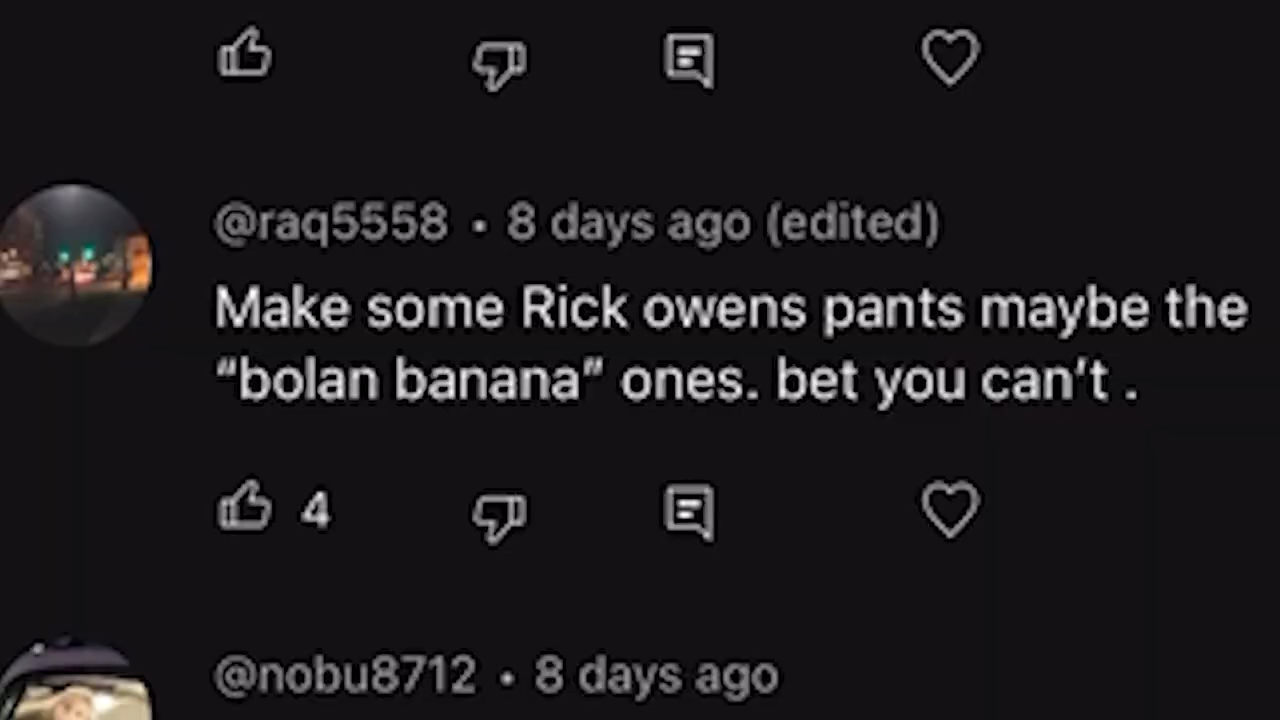 @raq5558 • 8 days ago (edited)
Make some Rick owens pants maybe the
“bolan banana” ones. bet you can’t .
4
@nobu8712 • 8 days ago